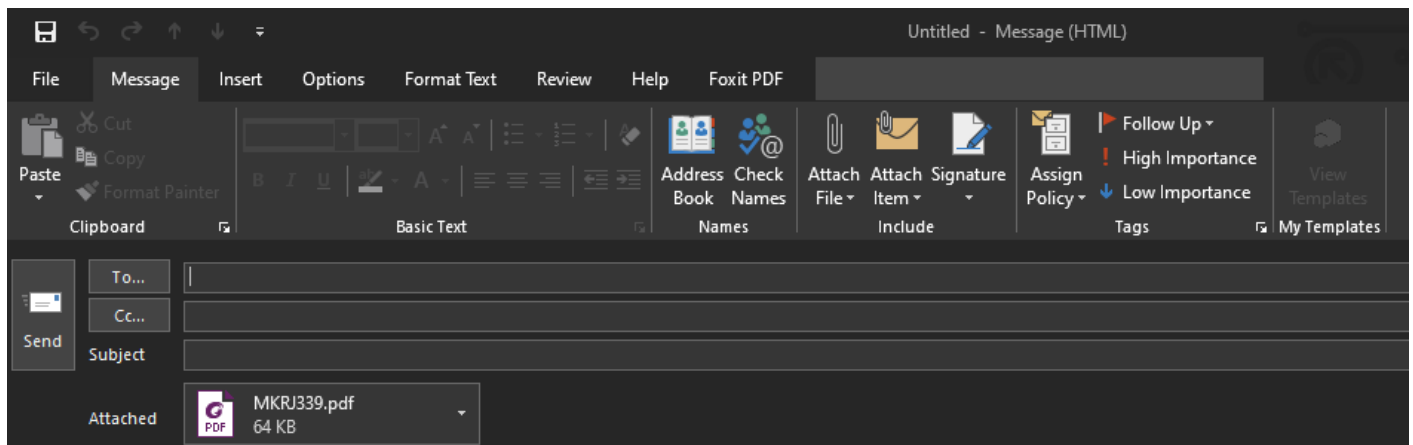 Untitled - Message (HTML)
File Message Insert Options Format Text Review Help Foxit PDF
Paste
Cut
Copy
Format Painter
Clipboard
B I U ab A A A A
Basic Text
Address Book
Check Names
Names
Attach File
Attach Item
Signature
Include
Assign Policy
Follow Up
High Importance
Low Importance
Tags
View Templates
My Templates
Send
To...
Cc...
Subject
Attached
PDF
MKRJ339.pdf
64 KB